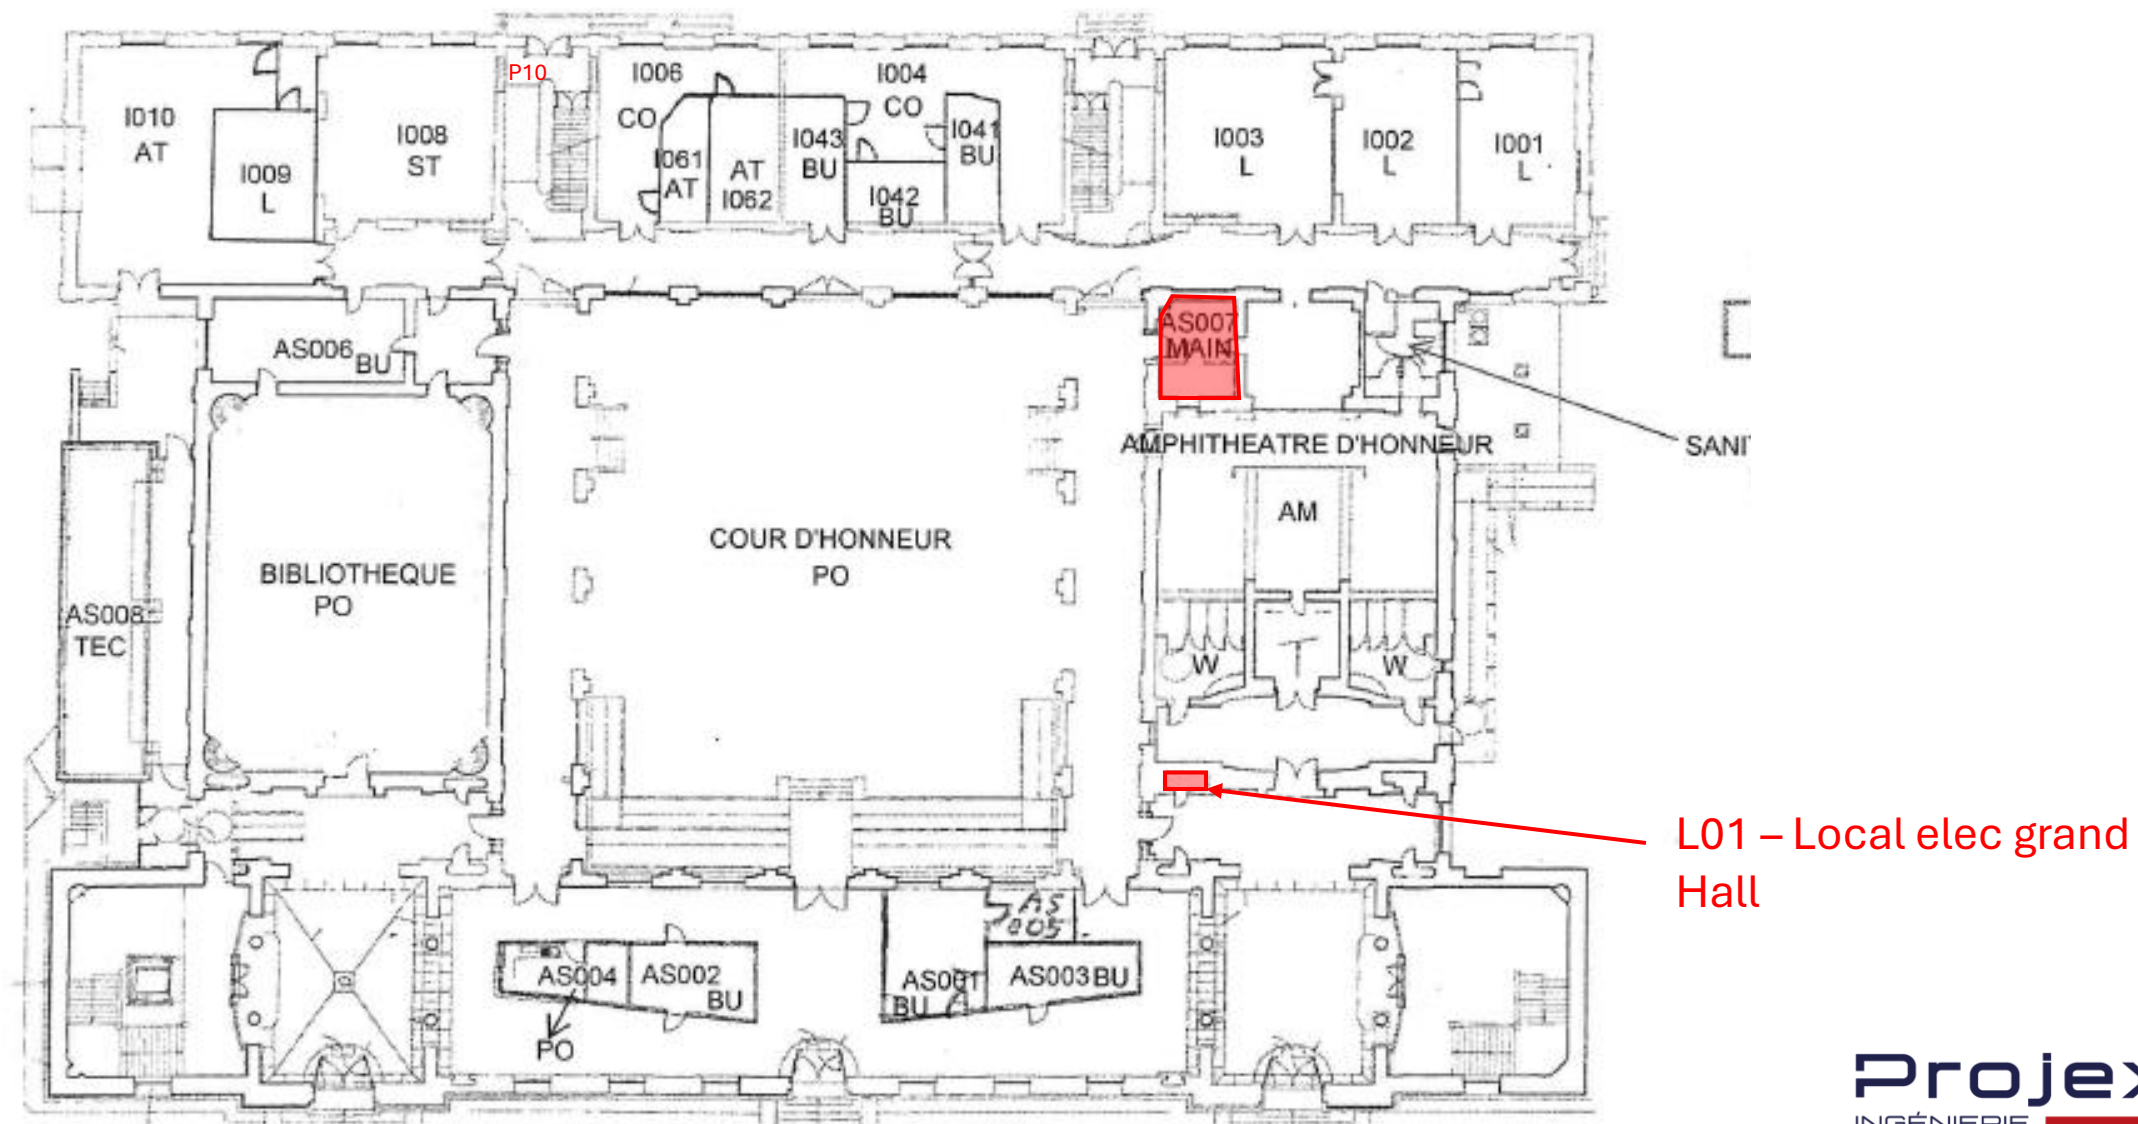 P10
I006
I004
CO
CO
I010
AT
I008
ST
I009
L
I061
AT
AT
I062
I043
BU
I042
BU
I041
BU
I003
L
I002
L
I001
L
AS006
BU
AS007
MAIN
AMPHITHEATRE D'HONNEUR
SANI
AM
COUR D'HONNEUR
PO
BIBLIOTHEQUE
PO
AS008
TEC
W
T
W
L01 – Local elec grand
Hall
AS
005
AS004
AS002
BU
AS001
BU
AS003 BU
PO
Projex
INGÉNIERIE